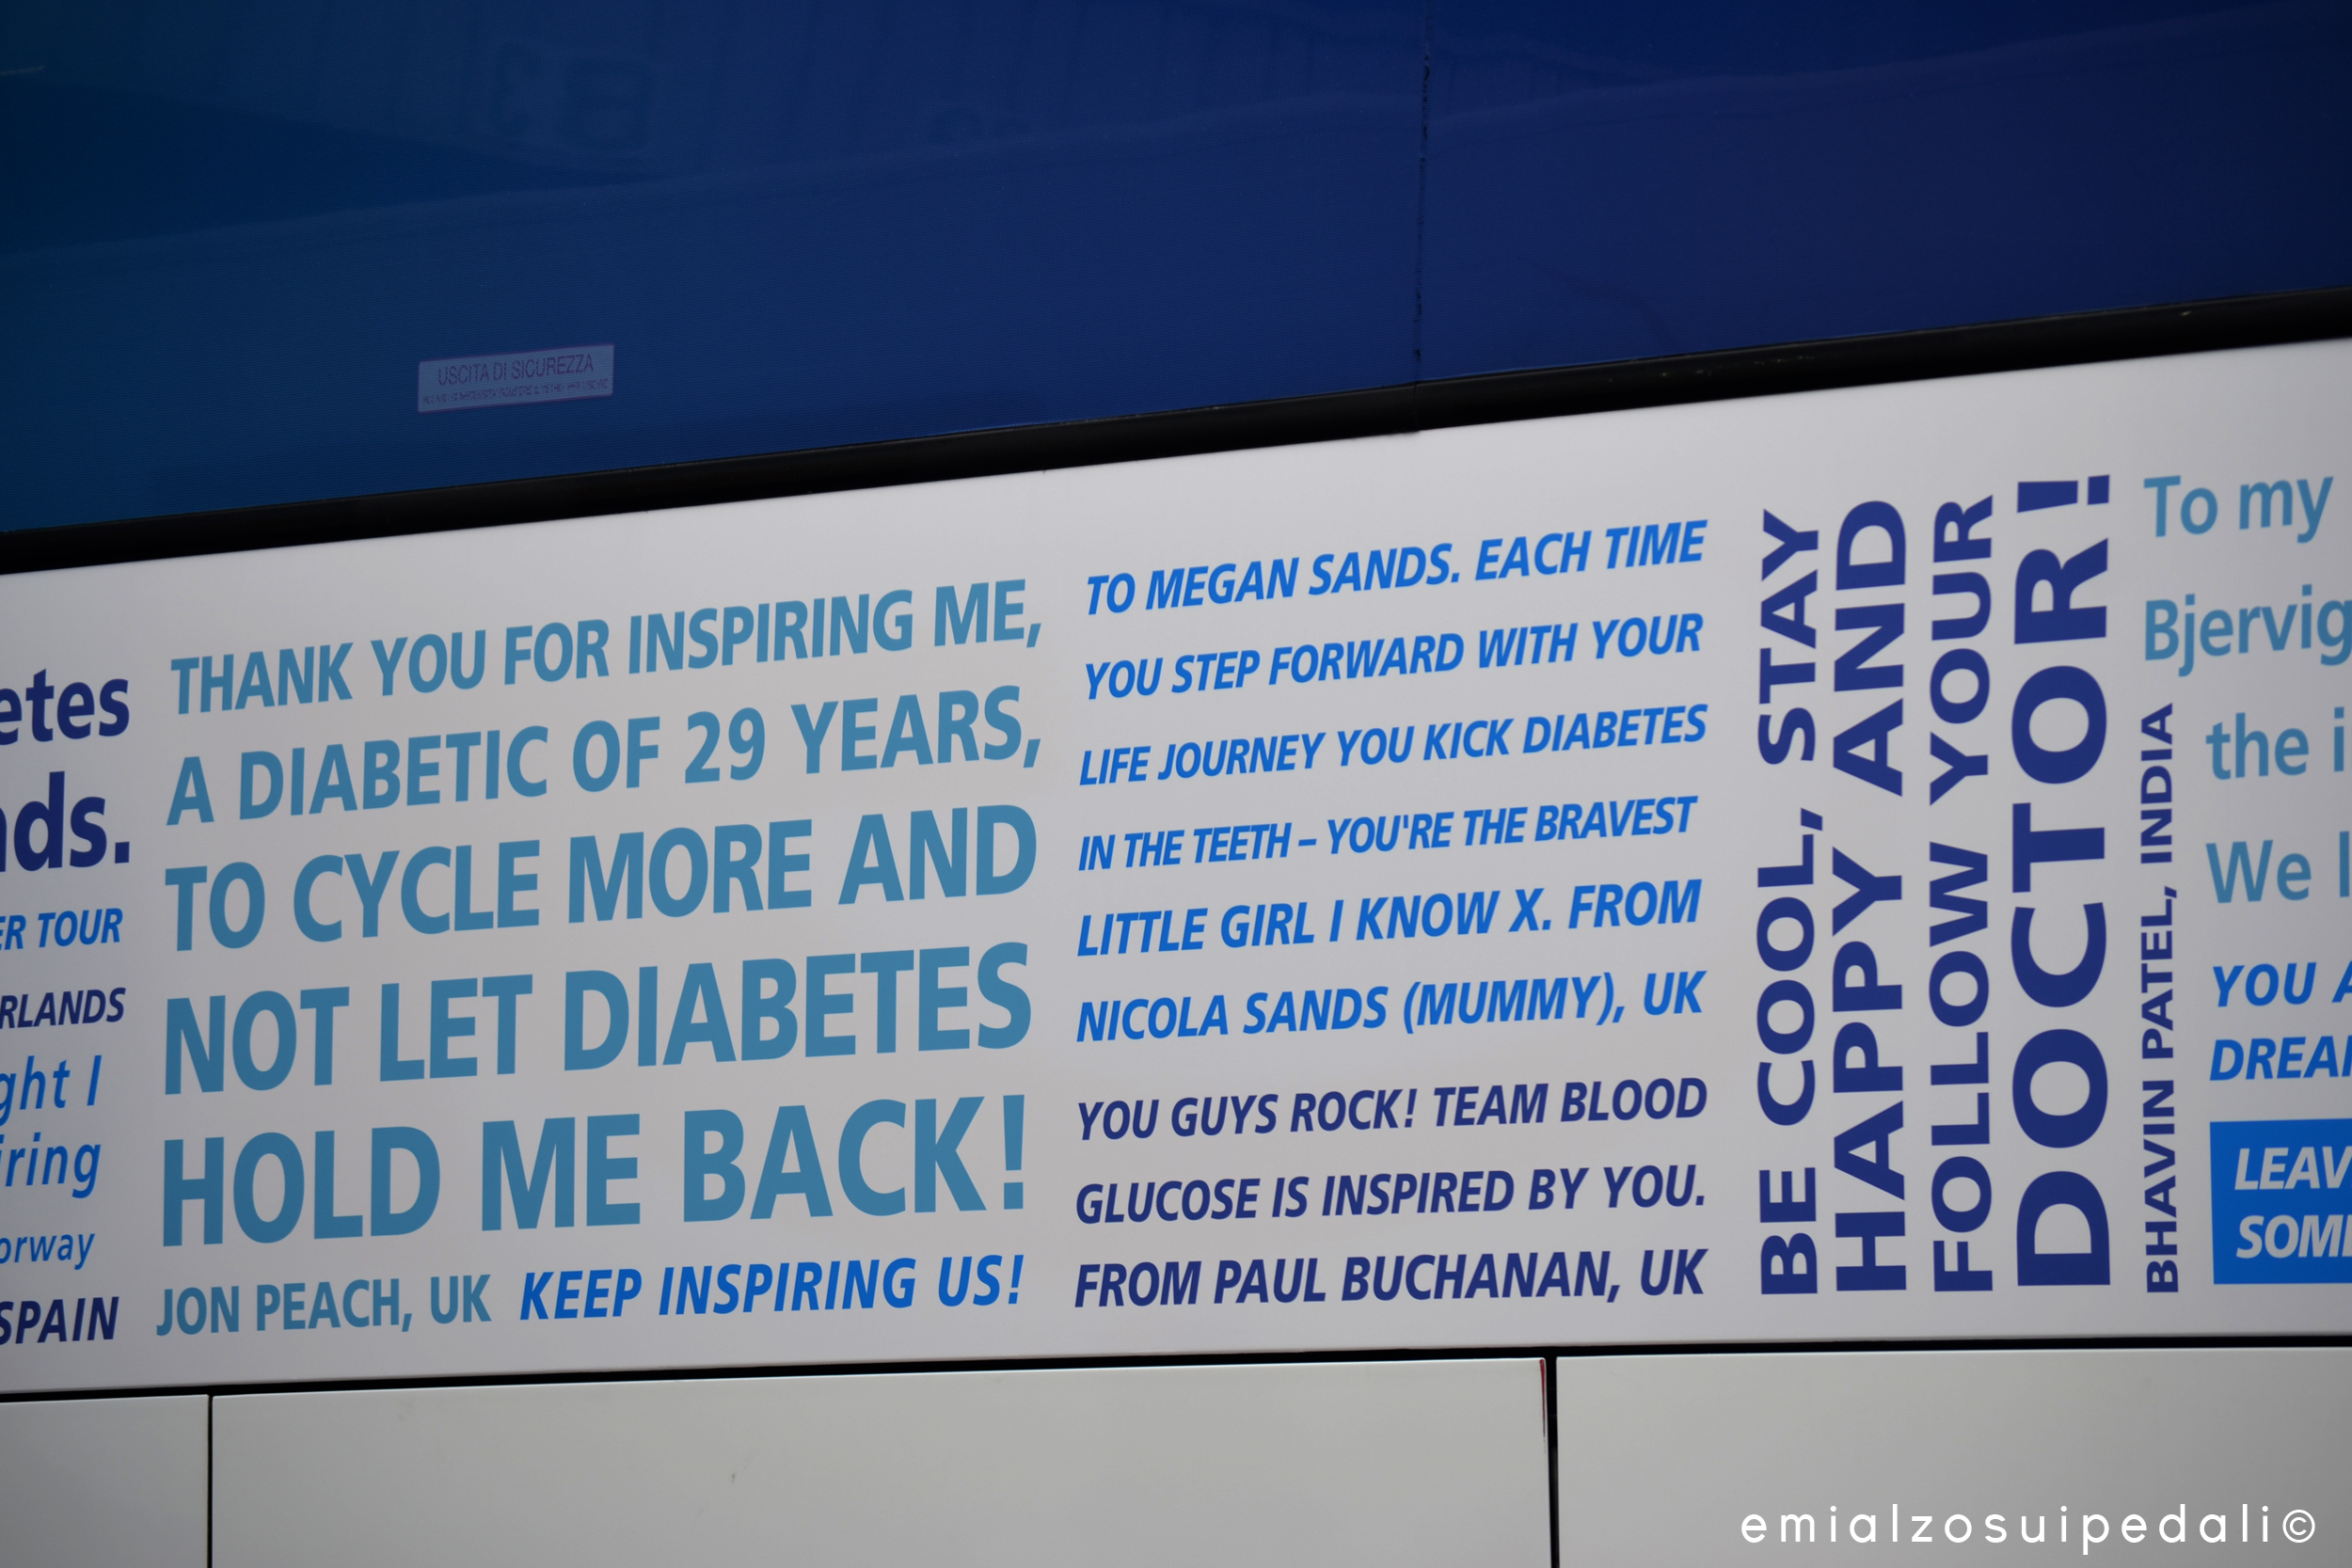 USCITA DI SICUREZZA
etes
nds.
ER TOUR
RLANDS
ght I
iring
orway
SPAIN
THANK YOU FOR INSPIRING ME,
A DIABETIC OF 29 YEARS,
TO CYCLE MORE AND
NOT LET DIABETES
HOLD ME BACK!
JON PEACH, UK KEEP INSPIRING US!
TO MEGAN SANDS. EACH TIME
YOU STEP FORWARD WITH YOUR
LIFE JOURNEY YOU KICK DIABETES
IN THE TEETH – YOU'RE THE BRAVEST
LITTLE GIRL I KNOW X. FROM
NICOLA SANDS (MUMMY), UK
YOU GUYS ROCK! TEAM BLOOD
GLUCOSE IS INSPIRED BY YOU.
FROM PAUL BUCHANAN, UK
BE COOL, STAY
HAPPY AND
FOLLOW YOUR
DOCTOR!
BHAVIN PATEL, INDIA
To my
Bjervig
the i
We l
YOU A
DREAM
LEAV
SOME
emialzosuipedali©